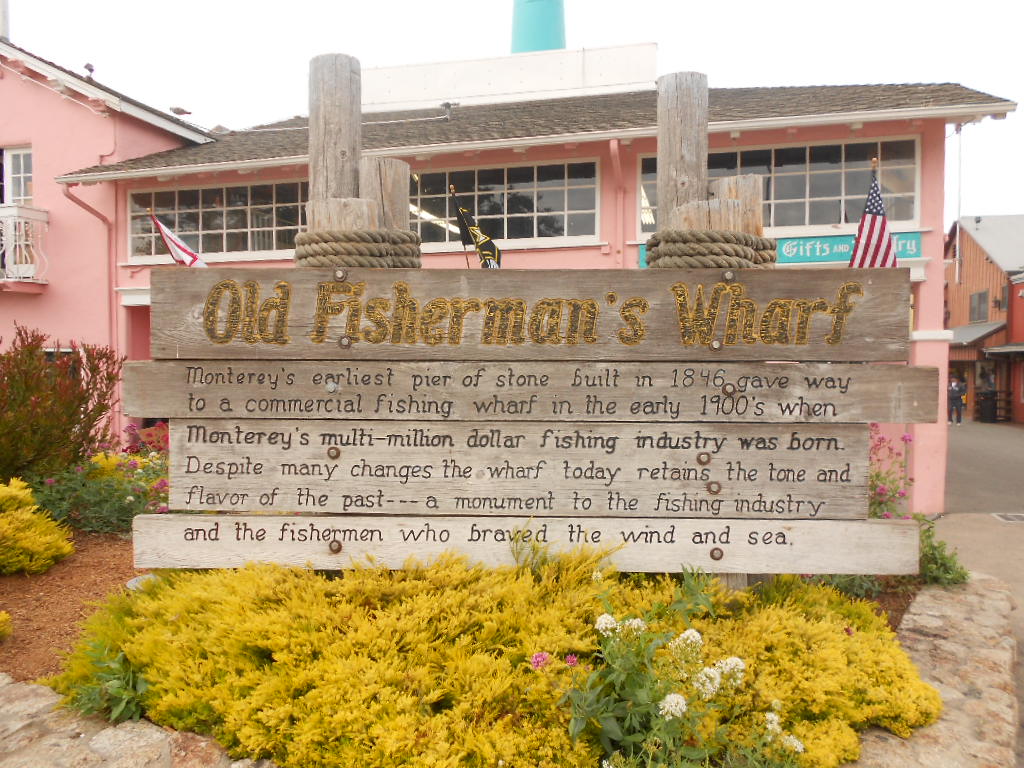 Gifts AND Jewelry
Old Fisherman's Wharf
Monterey's earliest pier of stone built in 1846 gave way
to a commercial fishing wharf in the early 1900's when
Monterey's multi-million dollar fishing industry was born.
Despite many changes the wharf today retains the tone and
flavor of the past--- a monument to the fishing industry
and the fishermen who braved the wind and sea.